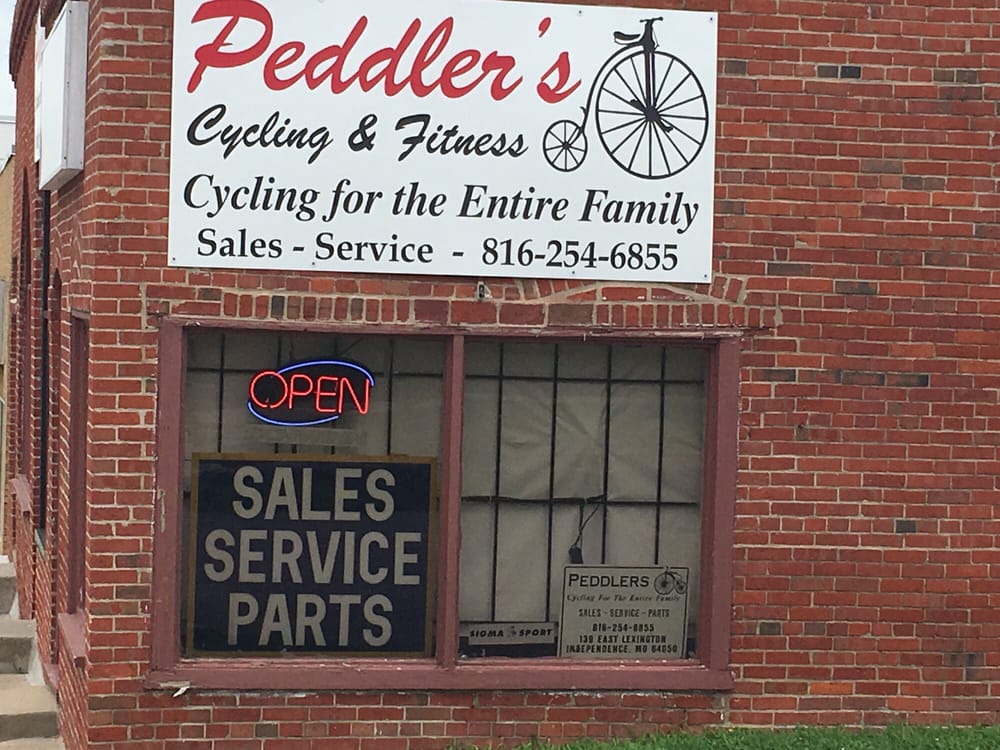 Peddler's
Cycling & Fitness
Cycling for the Entire Family
Sales - Service - 816-254-6855
OPEN
SALES
SERVICE
PARTS
SIGMA SPORT
PEDDLERS
Cycling For The Entire Family
SALES - SERVICE - PARTS
816-254-6855
139 EAST LEXINGTON
INDEPENDENCE, MO 64050